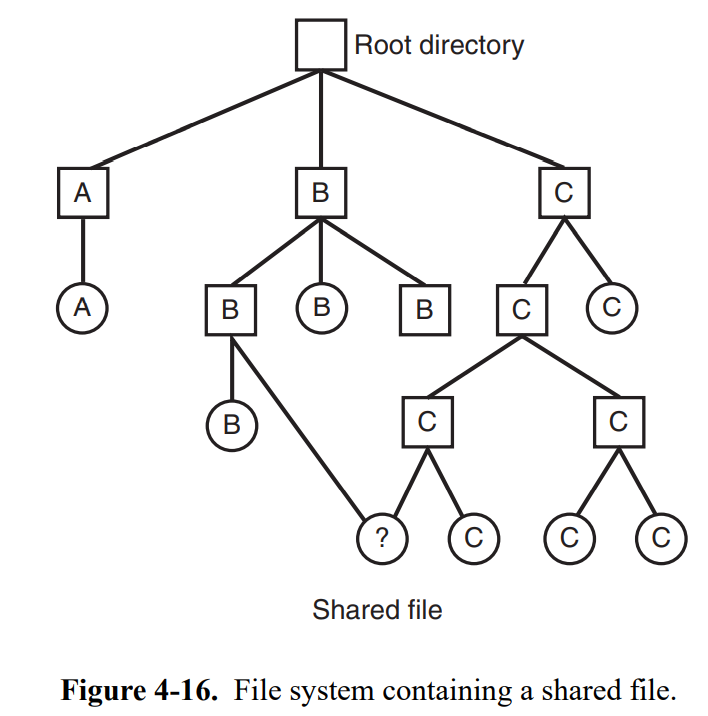 Root directory
A B C
A B B B C C
B C C
? C C C
Shared file
Figure 4-16. File system containing a shared file.